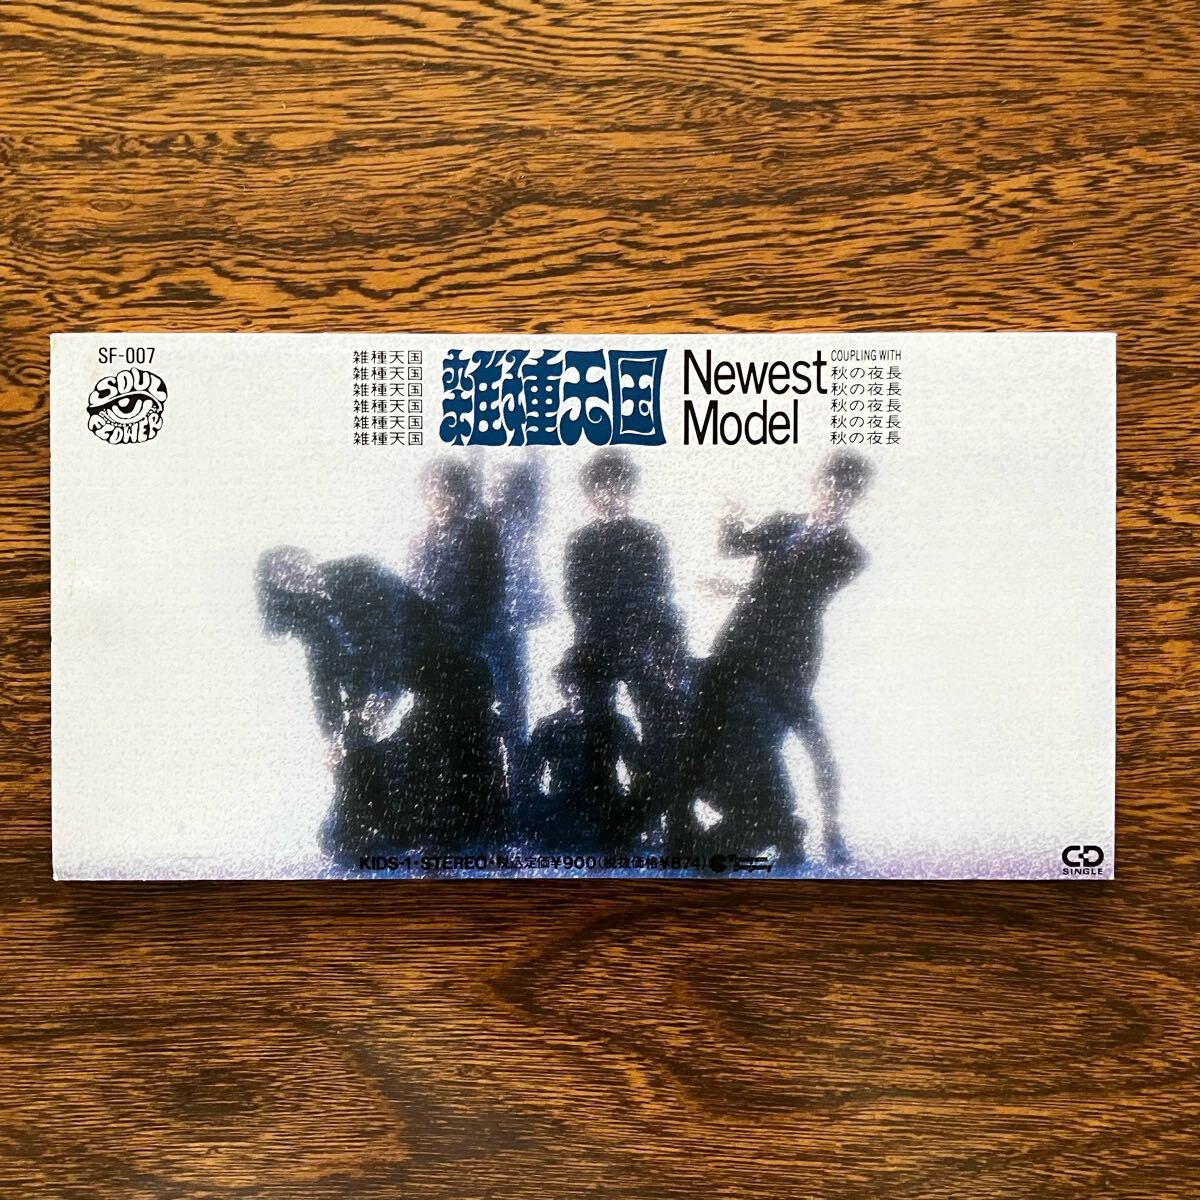 SF-007
SOUL
FLOWER
雑種天国
雑種天国
雑種天国
雑種天国
雑種天国
雑種天国
雑種天国
Newest
Model
COUPLING WITH
秋の夜長
秋の夜長
秋の夜長
秋の夜長
秋の夜長
KIDS-1・STEREO・税込定価¥900(税抜価格¥874)
CD
SINGLE